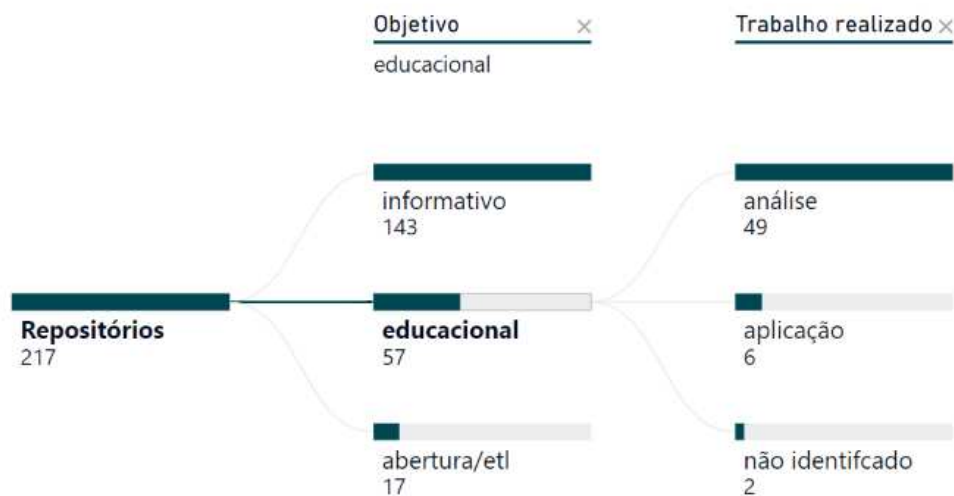 Objetivo
Trabalho realizado
educacional
informativo
143
análise
49
Repositórios
217
educacional
57
aplicação
6
abertura/etl
17
não identifcado
2